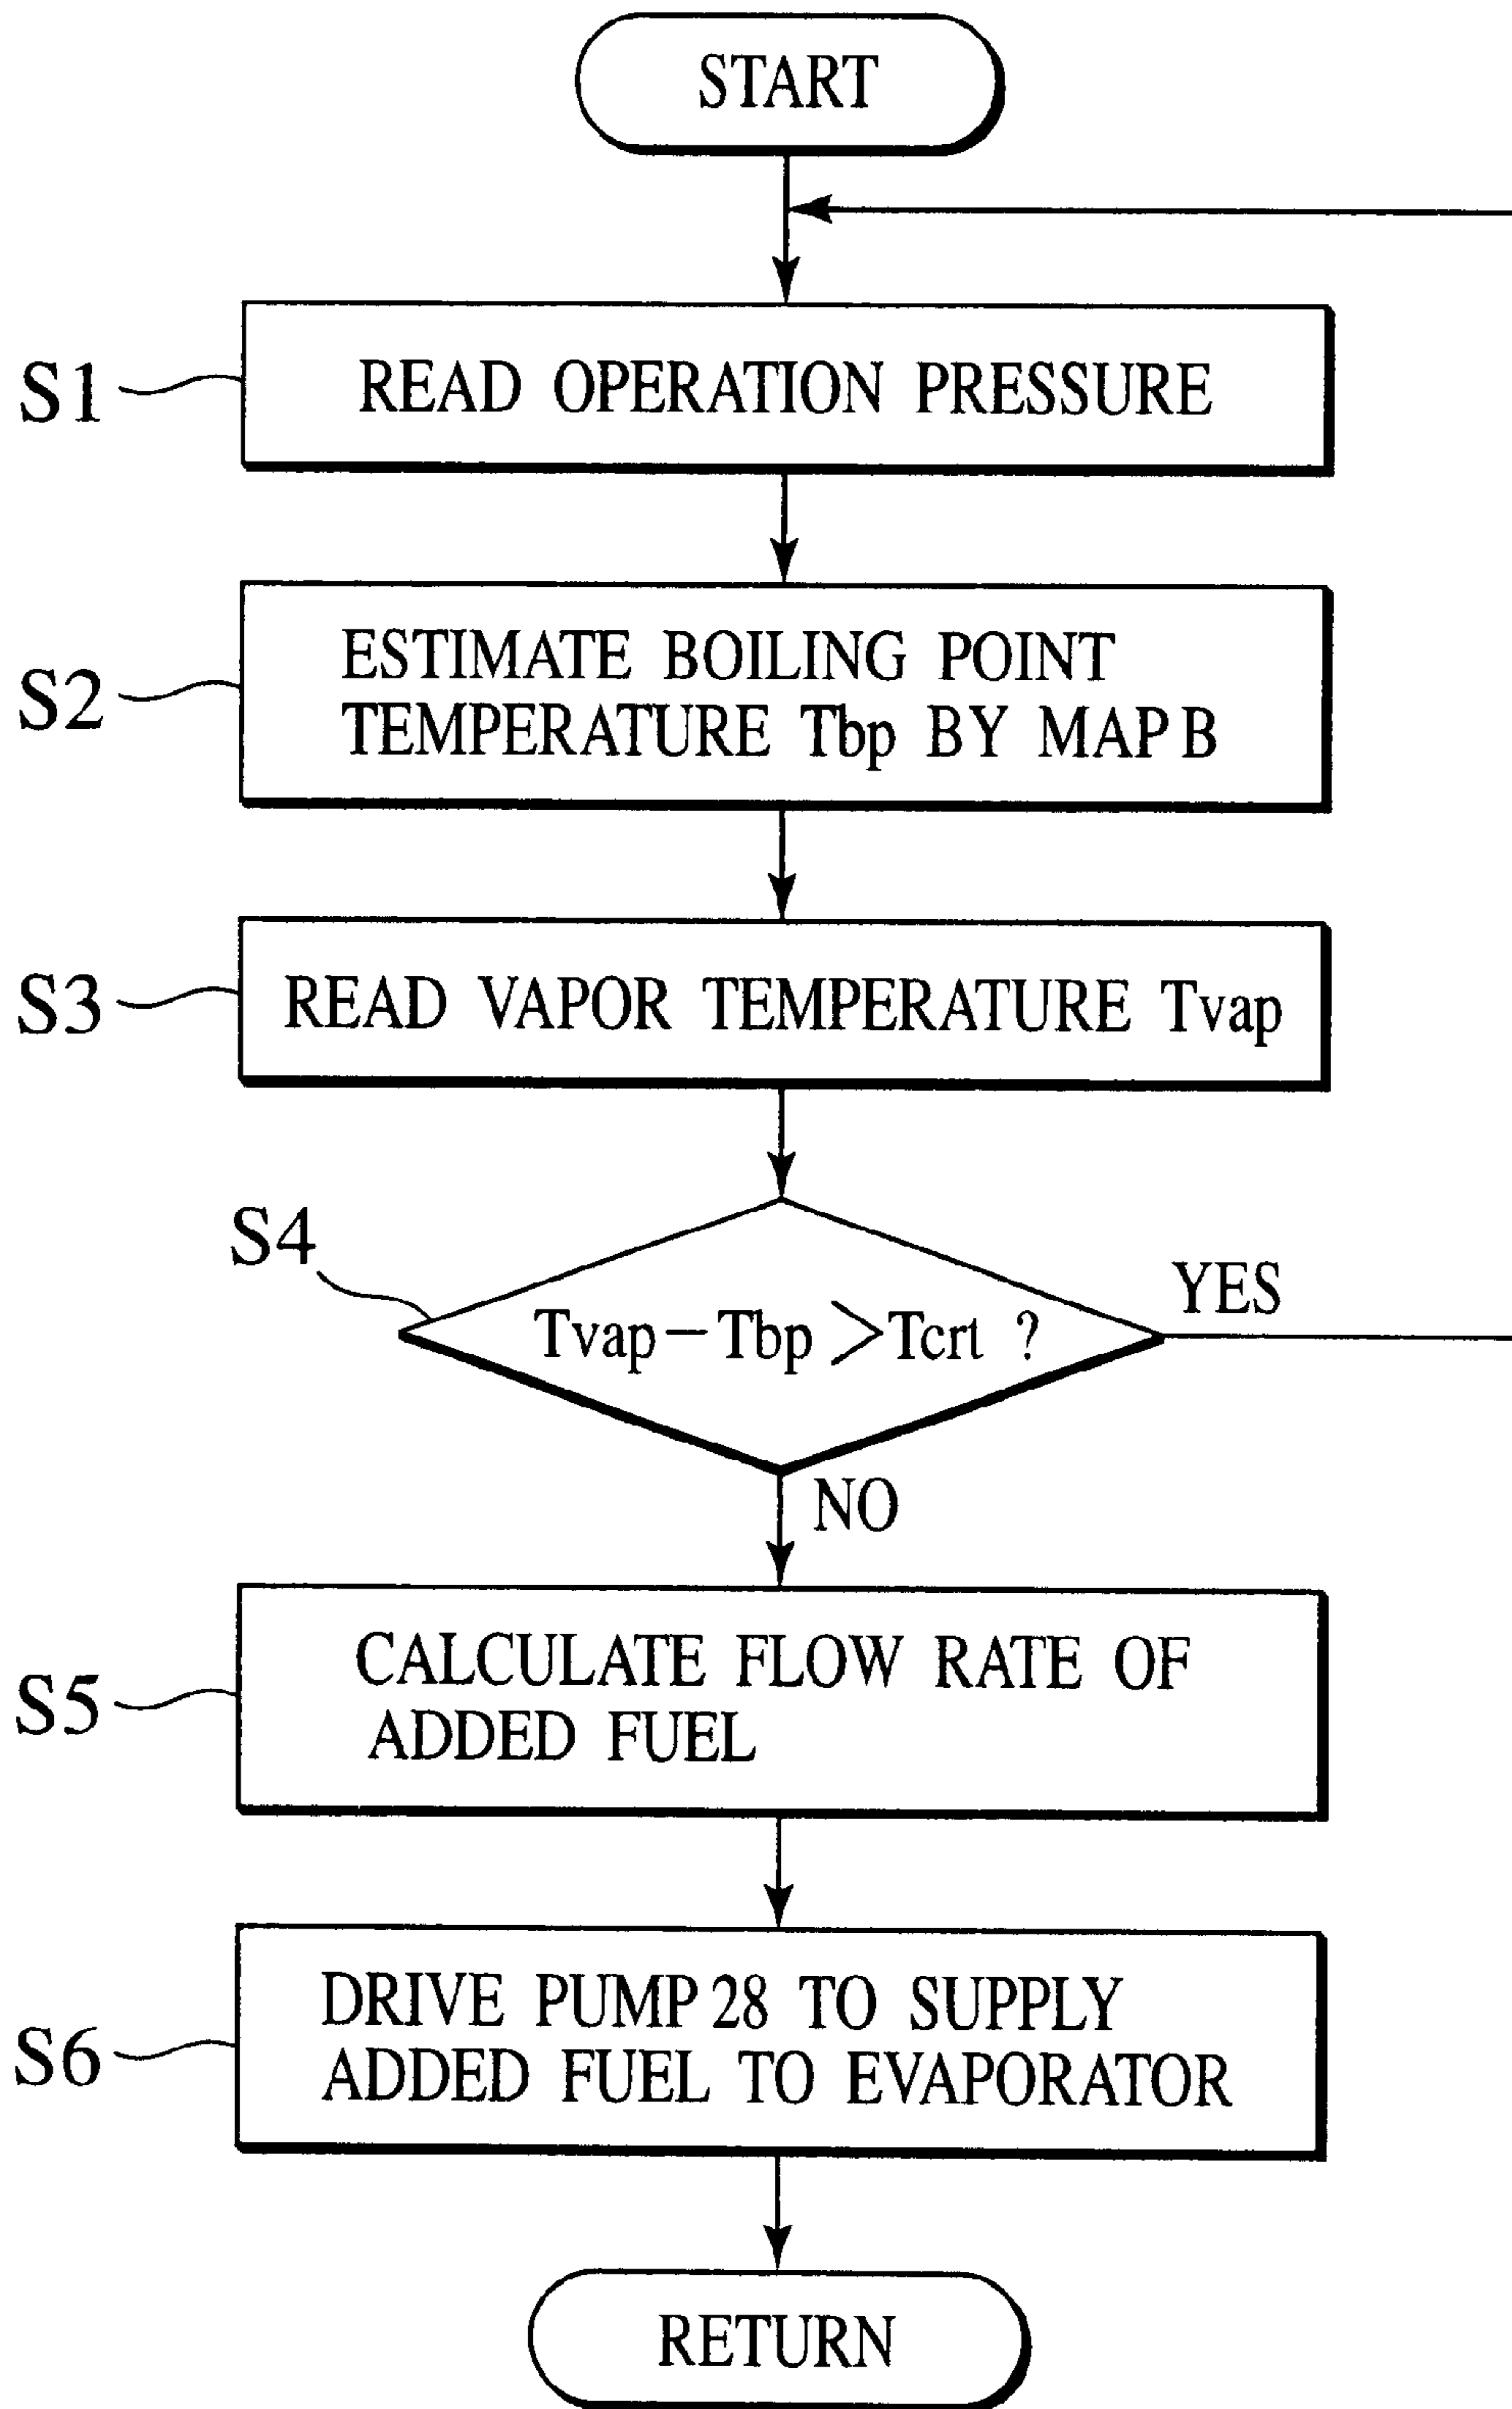 START
S1
READ OPERATION PRESSURE
S2
ESTIMATE BOILING POINT
TEMPERATURE Tbp BY MAP B
S3
READ VAPOR TEMPERATURE Tvap
S4
Tvap − Tbp > Tcrt ?
YES
NO
S5
CALCULATE FLOW RATE OF
ADDED FUEL
S6
DRIVE PUMP 28 TO SUPPLY
ADDED FUEL TO EVAPORATOR
RETURN